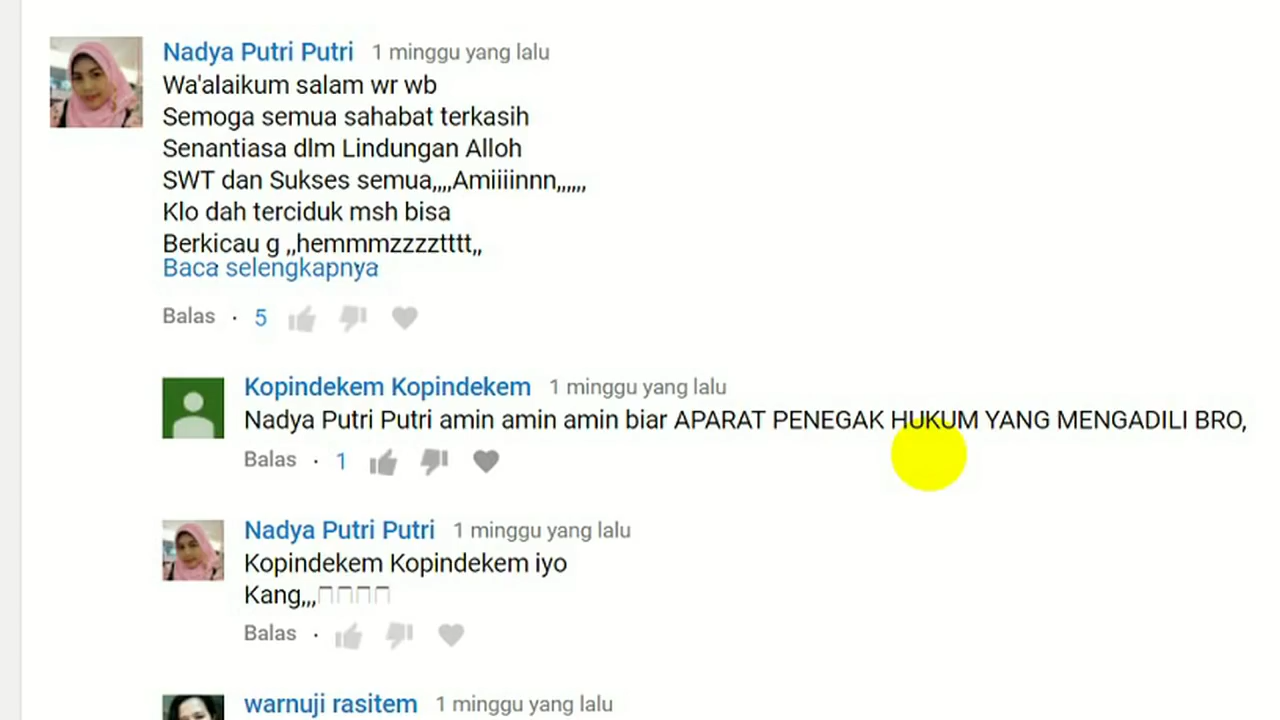 Nadya Putri Putri 1 minggu yang lalu
Wa'alaikum salam wr wb
Semoga semua sahabat terkasih
Senantiasa dlm Lindungan Alloh
SWT dan Sukses semua,,,,Amiiiinnn,,,,,,
Klo dah terciduk msh bisa
Berkicau g ,,hemmmzzzztttt,,
Baca selengkapnya
Balas · 5
Kopindekem Kopindekem 1 minggu yang lalu
Nadya Putri Putri amin amin amin biar APARAT PENEGAK HUKUM YANG MENGADILI BRO,
Balas · 1
Nadya Putri Putri 1 minggu yang lalu
Kopindekem Kopindekem iyo
Kang,,,
Balas ·
warnuji rasitem 1 minggu yang lalu